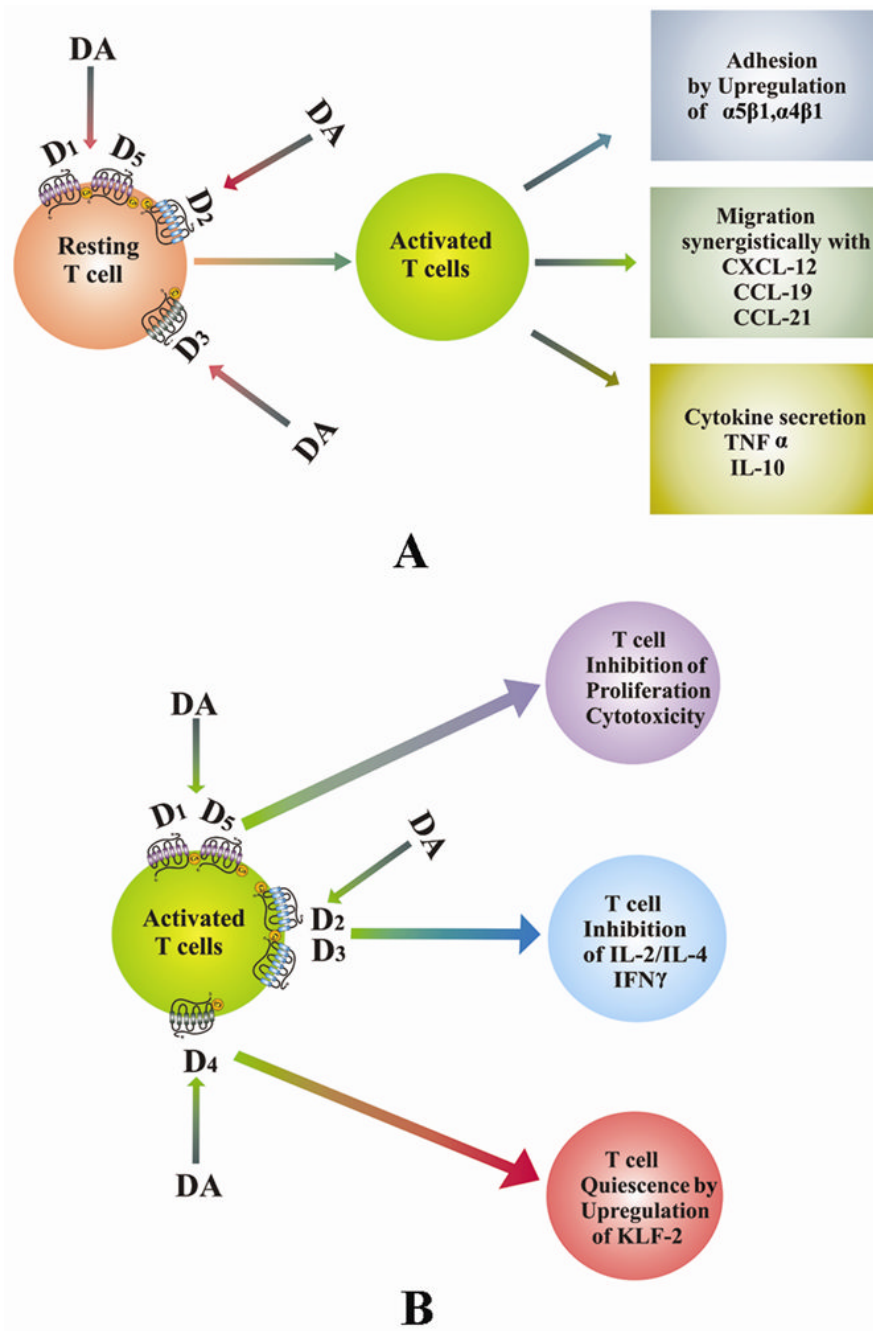 DA
D1 D5
DA
D2
Resting
T cell
D3
DA
Activated
T cells
Adhesion
by Upregulation
of α5β1,α4β1
Migration
synergistically with
CXCL-12
CCL-19
CCL-21
Cytokine secretion
TNF α
IL-10
A
DA
D1 D5
DA
Activated
T cells
D2
D3
D4
DA
T cell
Inhibition of
Proliferation
Cytotoxicity
T cell
Inhibition
of IL-2/IL-4
IFNγ
T cell
Quiescence by
Upregulation
of KLF-2
B